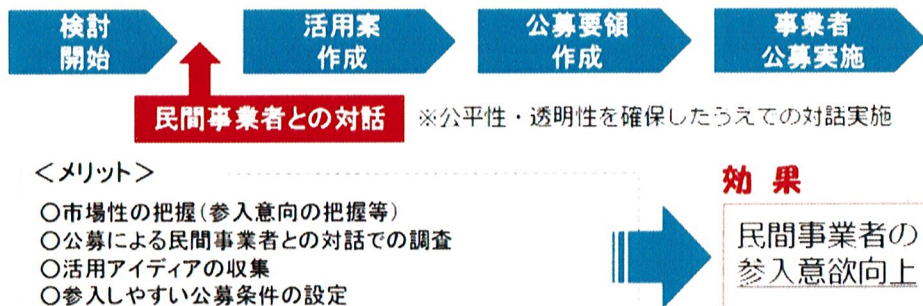 検討
開始
活用案
作成
公募要領
作成
事業者
公募実施
民間事業者との対話
※公平性・透明性を確保したうえての対話実施
<メリット>
○市場性の把握(参入意向の把握等)
○公募による民間事業者との対話での調査
○活用アイディアの収集
○参入しやすい公募条件の設定
効果
民間事業者の
参入意欲向上